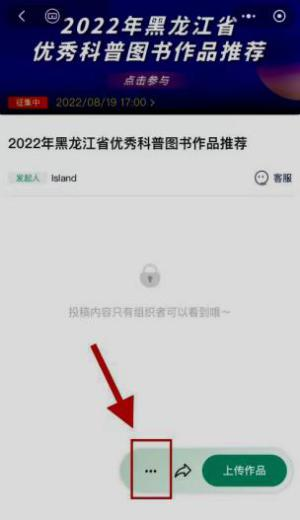 2022年黑龙江省
优秀科普图书作品推荐
点击参与
征集中 2022/08/19 17:00 >
2022年黑龙江省优秀科普图书作品推荐
发起人 Island 客服
投稿内容只有组织者可以看到哦~
上传作品